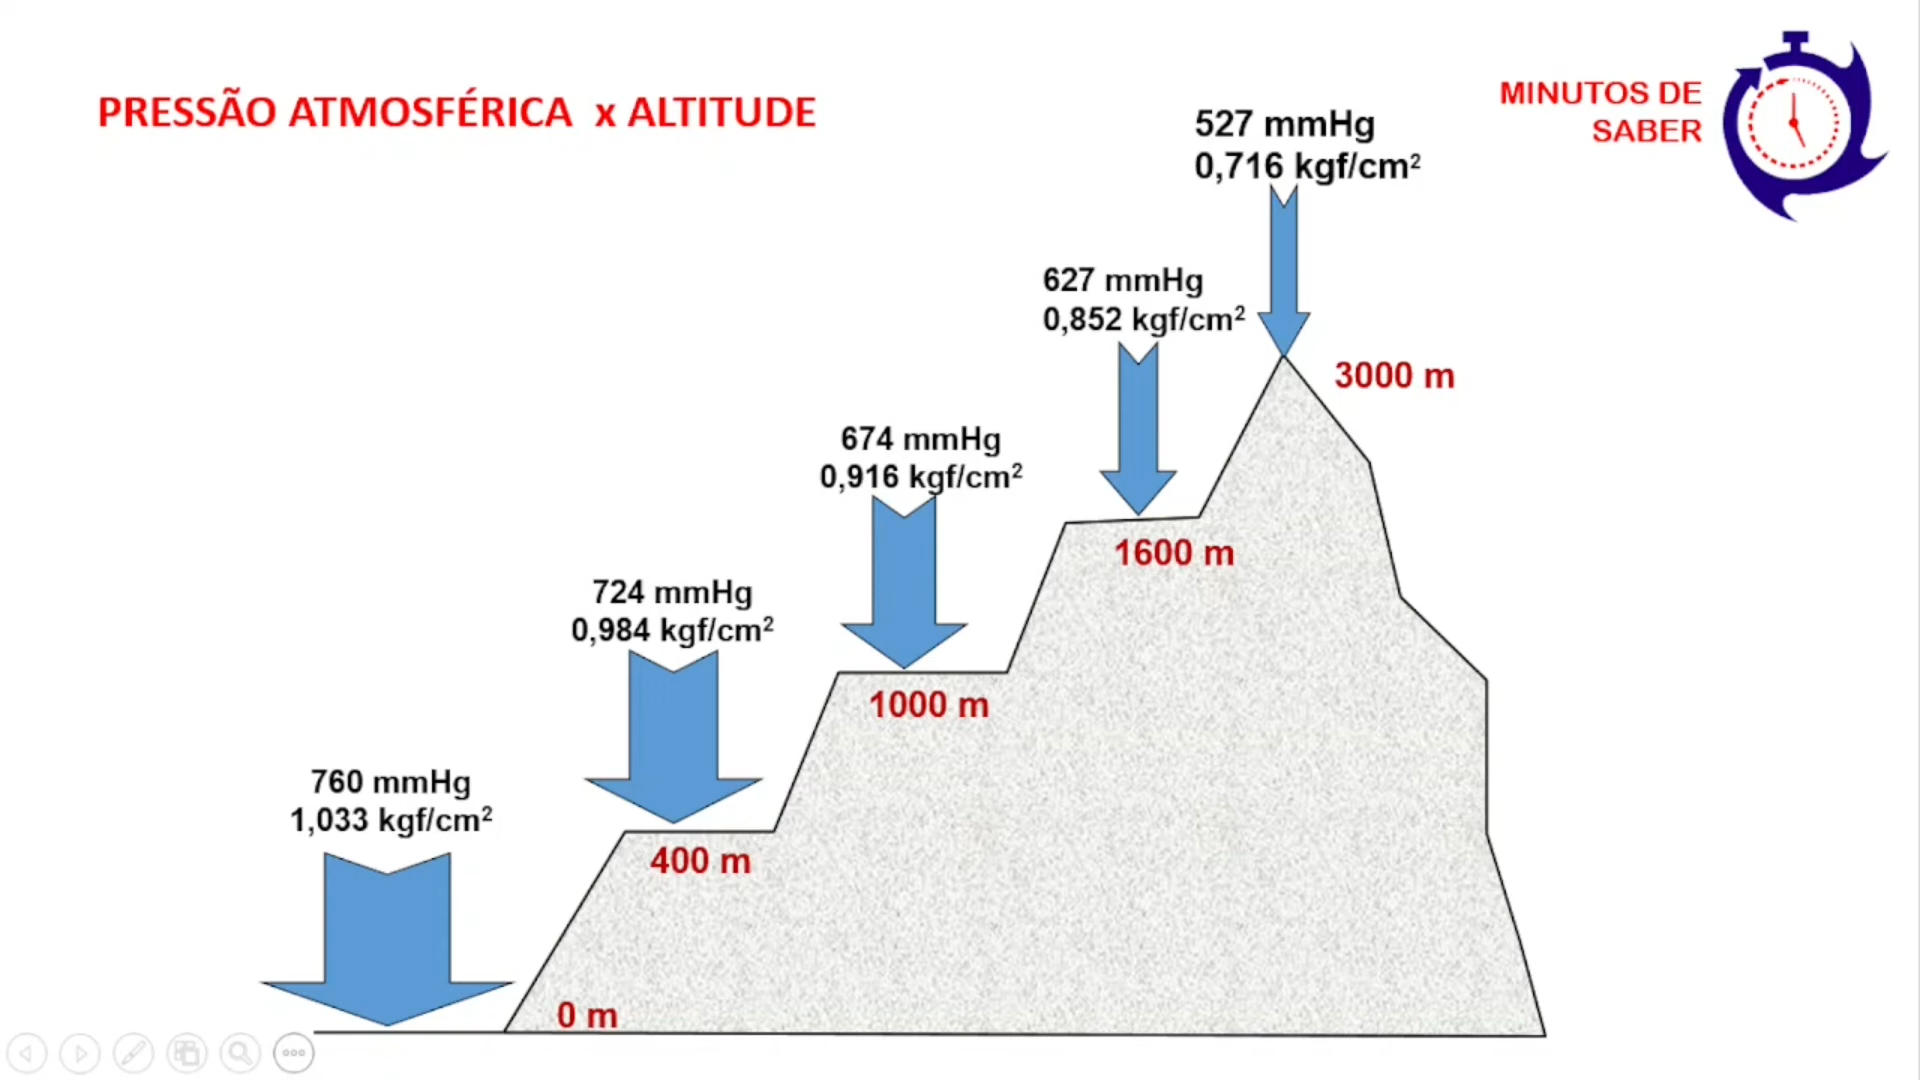 PRESSÃO ATMOSFÉRICA x ALTITUDE
MINUTOS DE
SABER
527 mmHg
0,716 kgf/cm²
3000 m
627 mmHg
0,852 kgf/cm²
1600 m
674 mmHg
0,916 kgf/cm²
1000 m
724 mmHg
0,984 kgf/cm²
400 m
760 mmHg
1,033 kgf/cm²
0 m